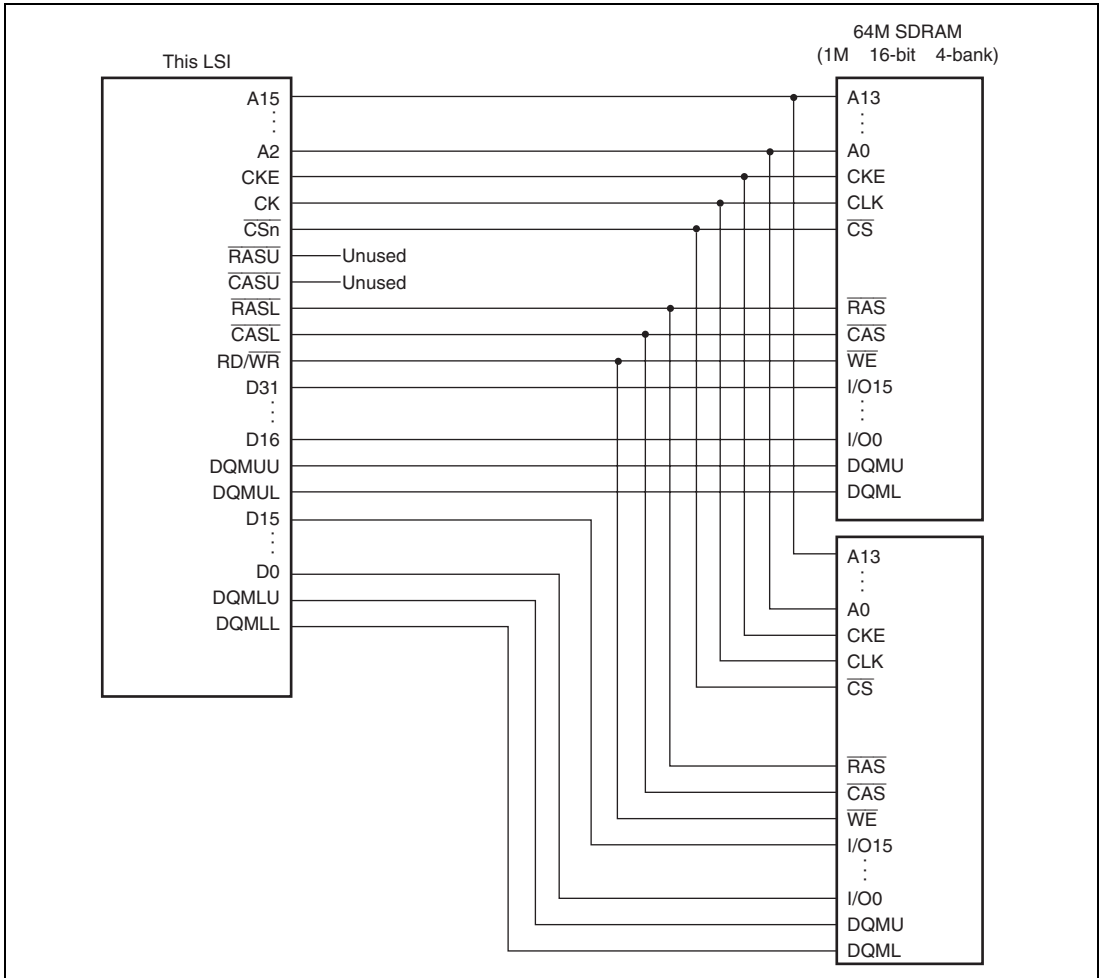 64M SDRAM
(1M 16-bit 4-bank)
This LSI
A15
A2
CKE
CK
CSn
RASU
CASU
RASL
CASL
RD/WR
D31
D16
DQMUU
DQMUL
D15
D0
DQMLU
DQMLL
Unused
Unused
A13
A0
CKE
CLK
CS
RAS
CAS
WE
I/O15
I/O0
DQMU
DQML
A13
A0
CKE
CLK
CS
RAS
CAS
WE
I/O15
I/O0
DQMU
DQML